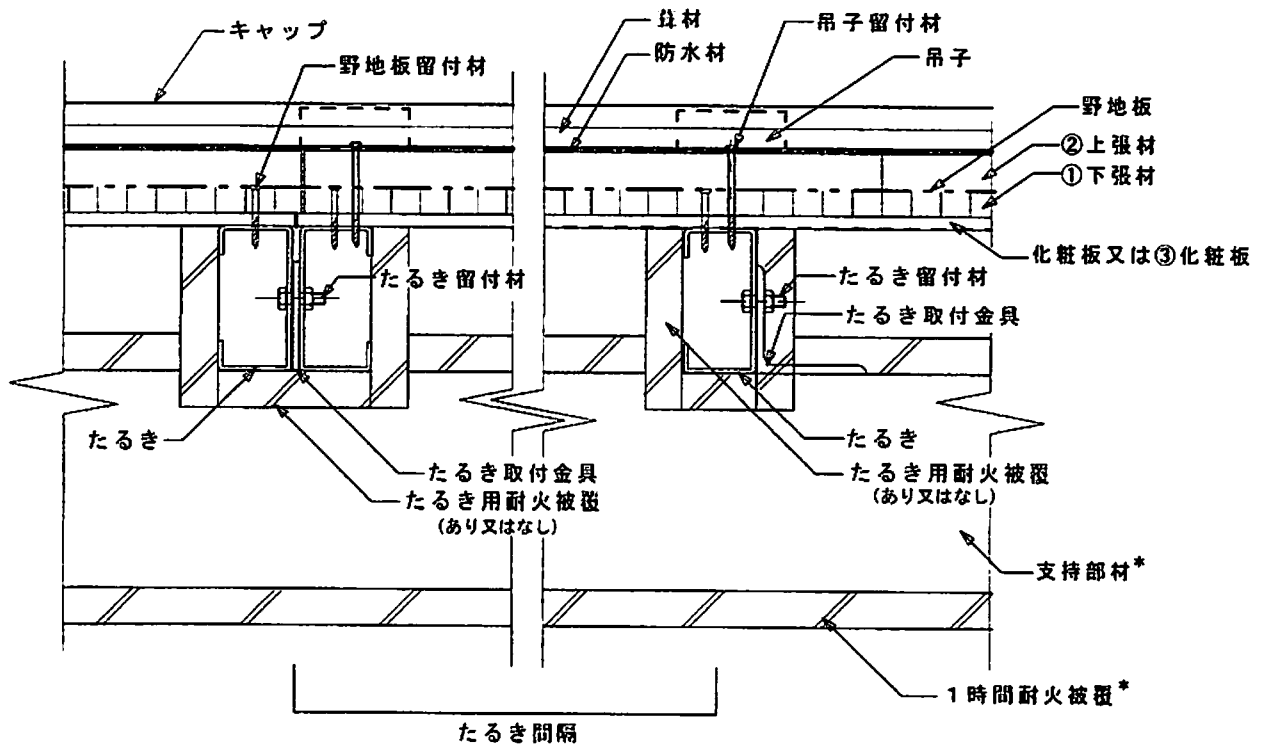 キャップ
葺材
吊子留付材
野地板留付材
防水材
吊子
野地板
②上張材
①下張材
化粧板又は③化粧板
たるき留付材
たるき留付材
たるき取付金具
たるき
たるき
たるき取付金具
たるき用耐火被覆
(あり又はなし)
たるき用耐火被覆
(あり又はなし)
支持部材*
1時間耐火被覆*
たるき間隔